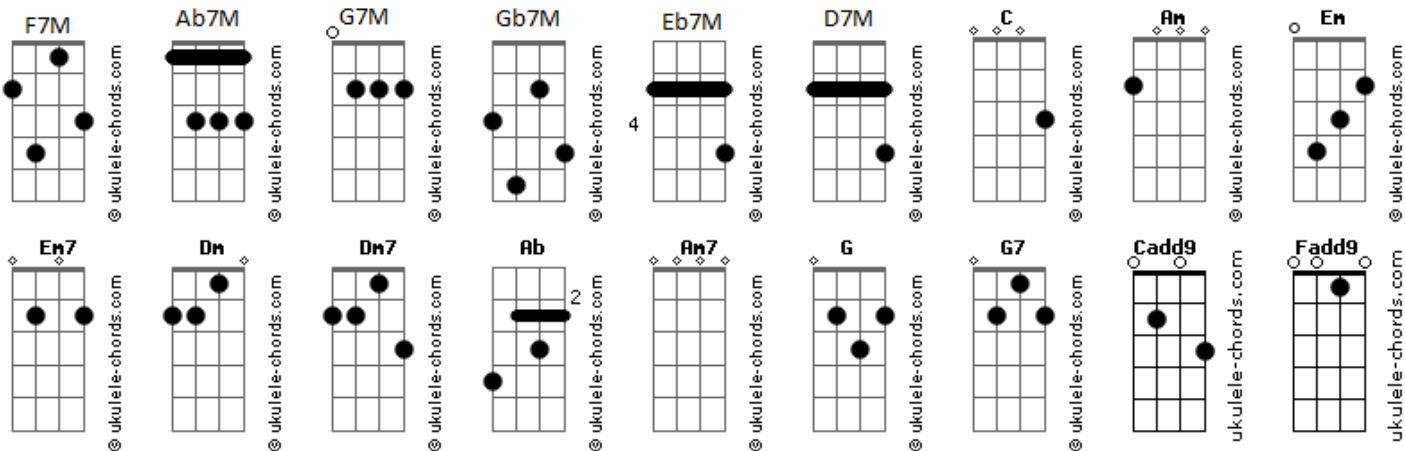 F7M Ab7M G7M Gb7M Eb7M D7M C Am Em
© ukulele-chords.com © ukulele-chords.com © ukulele-chords.com © ukulele-chords.com 4 © ukulele-chords.com © ukulele-chords.com © ukulele-chords.com © ukulele-chords.com © ukulele-chords.com
Em7 Dm Dm7 Ab Am7 G G7 Cadd9 Fadd9
© ukulele-chords.com © ukulele-chords.com © ukulele-chords.com 2 © ukulele-chords.com © ukulele-chords.com © ukulele-chords.com © ukulele-chords.com ukulele-chords.com ukulele-chords.com